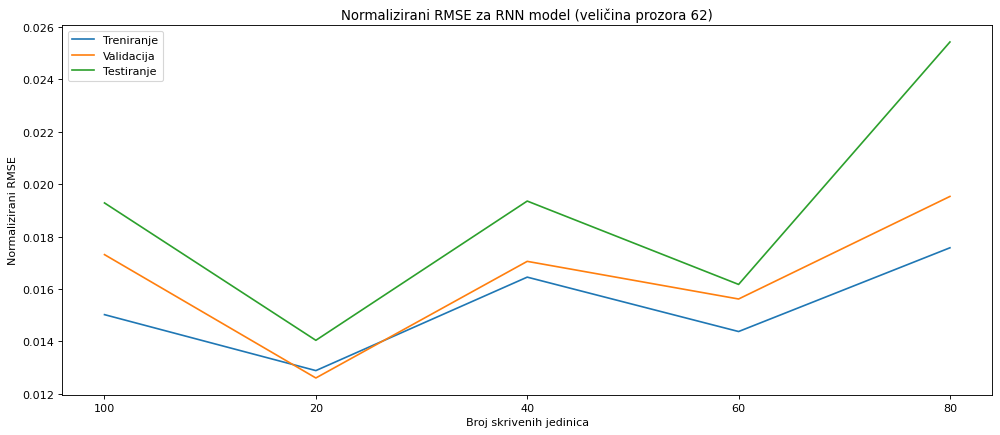 Normalizirani RMSE za RNN model (veličina prozora 62)
Treniranje
Validacija
Testiranje
Normalizirani RMSE
0.026
0.024
0.022
0.020
0.018
0.016
0.014
0.012
100 20 40 60 80
Broj skrivenih jedinica